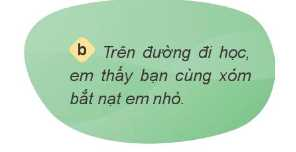 b Trên đường đi học,
em thấy bạn cùng xóm
bắt nạt em nhỏ.